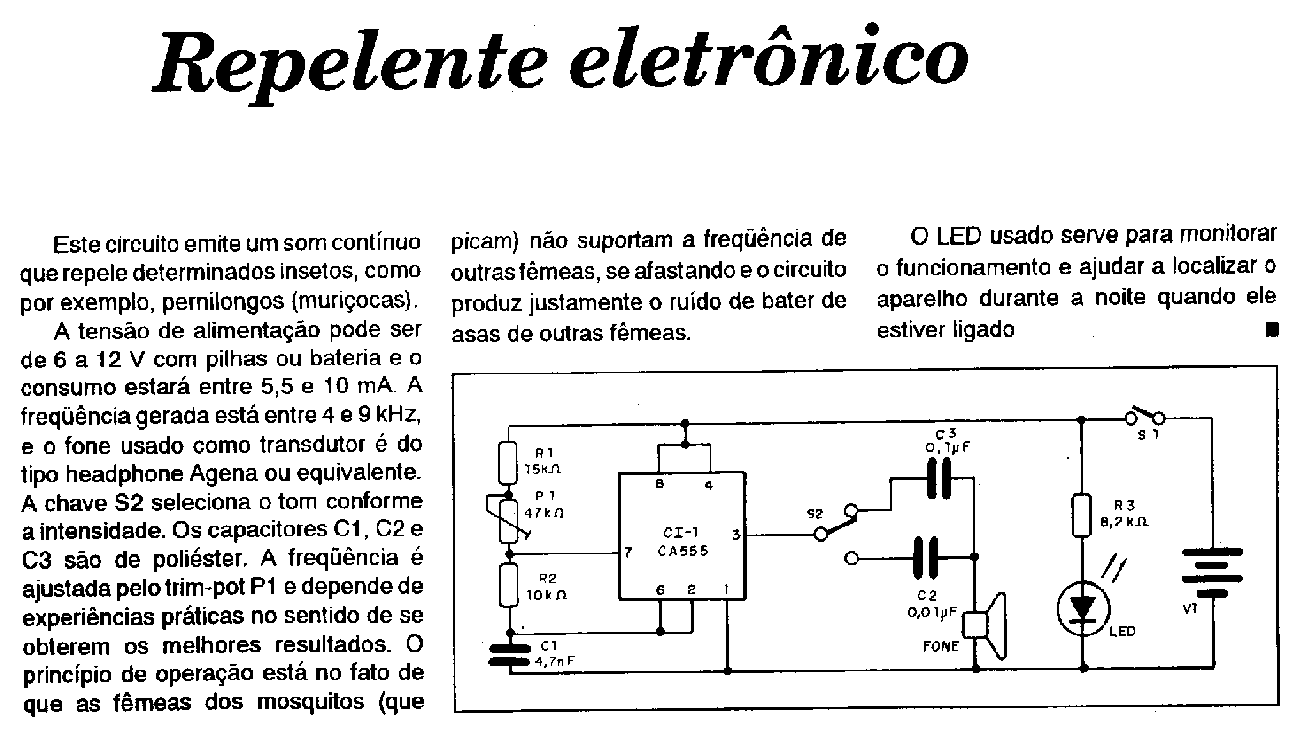 Repelente eletrônico
Este circuito emite um som contínuo
que repele determinados insetos, como
por exemplo, pernilongos (muriçocas).
A tensão de alimentação pode ser
de 6 a 12 V com pilhas ou bateria e o
consumo estará entre 5,5 e 10 mA. A
freqüência gerada está entre 4 e 9 kHz,
e o fone usado como transdutor é do
tipo headphone Agena ou equivalente.
A chave S2 seleciona o tom conforme
a intensidade. Os capacitores C1, C2 e
C3 são de poliéster. A freqüência é
ajustada pelo trim-pot P1 e depende de
experiências práticas no sentido de se
obterem os melhores resultados. O
princípio de operação está no fato de
que as fêmeas dos mosquitos (que
picam) não suportam a freqüência de
outras fêmeas, se afastando e o circuito
produz justamente o ruído de bater de
asas de outras fêmeas.
O LED usado serve para monitorar
o funcionamento e ajudar a localizar o
aparelho durante a noite quando ele
estiver ligado ■
R1
15kΩ
P1
47kΩ
R2
10kΩ
C1
4,7nF
8 4
CI-1
CA555
7
3
6 2 1
S2
C3
0,1µF
C2
0,01µF
FONE
S1
R3
8,2kΩ
LED
V1